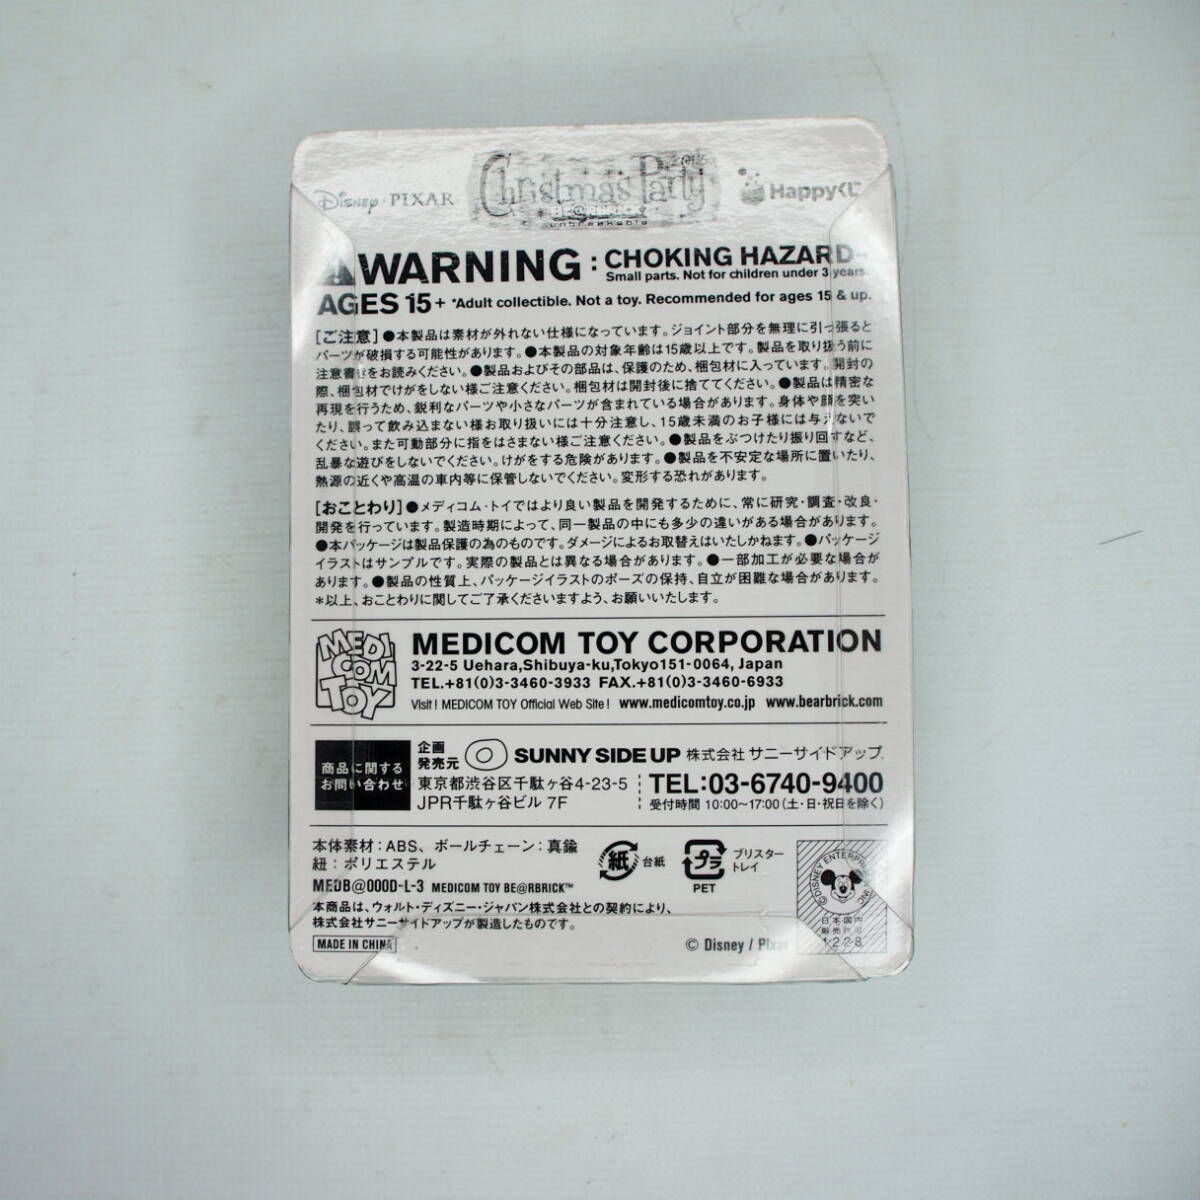 Disney・PIXAR
Christmas Party
BE@RBRICK
unbreakable
Happyくじ
WARNING : CHOKING HAZARD-
Small parts. Not for children under 3 years.
AGES 15+ *Adult collectible. Not a toy. Recommended for ages 15 & up.
[ご注意]●本製品は素材が外れない仕様になっています。ジョイント部分を無理に引っ張ると
パーツが破損する可能性があります。●本製品の対象年齢は15歳以上です。製品を取り扱う前に
注意書きをお読みください。●製品およびその部品は、保護のため、梱包材に入っています。開封の
際、梱包材でけがをしない様ご注意ください。梱包材は開封後に捨ててください。●製品は精密な
再現を行うため、鋭利なパーツや小さなパーツが含まれている場合があります。身体や顔を突い
たり、誤って飲み込まない様お取り扱いには十分注意し、15歳未満のお子様には与えないで
ください。また可動部分に指をはさまない様ご注意ください。●製品をぶつけたり振り回すなど、
乱暴な遊びをしないでください。けがをする危険があります。●製品を不安定な場所に置いたり、
熱源の近くや高温の車内等に保管しないでください。変形する恐れがあります。
[おことわり]●メディコム・トイではより良い製品を開発するために、常に研究・調査・改良・
開発を行っています。製造時期によって、同一製品の中にも多少の違いがある場合があります。
●本パッケージは製品保護の為のものです。ダメージによるお取替えはいたしかねます。●パッケージ
イラストはサンプルです。実際の製品とは異なる場合があります。●一部加工が必要な場合が
あります。●製品の性質上、パッケージイラストのポーズの保持、自立が困難な場合があります。
*以上、おことわりに関してご了承くださいますよう、お願いいたします。
MEDI
COM
TOY
MEDICOM TOY CORPORATION
3-22-5 Uehara,Shibuya-ku,Tokyo151-0064, Japan
TEL.+81(0)3-3460-3933 FAX.+81(0)3-3460-6933
Visit! MEDICOM TOY Official Web Site! www.medicomtoy.co.jp www.bearbrick.com
商品に関する
お問い合わせ
企画
発売元
SUNNY SIDE UP 株式会社 サニーサイドアップ
東京都渋谷区千駄ヶ谷4-23-5
JPR千駄ヶ谷ビル 7F
TEL:03-6740-9400
受付時間 10:00〜17:00(土・日・祝日を除く)
本体素材:ABS、ボールチェーン:真鍮
紐:ポリエステル
MEDB@000D-L-3 MEDICOM TOY BE@RBRICK™
本商品は、ウォルト・ディズニー・ジャパン株式会社との契約により、
株式会社サニーサイドアップが製造したものです。
MADE IN CHINA
紙 台紙
プラ
PET
ブリスター
トレイ
© Disney / Pixar
©DISNEY ENTERPRISES, INC
日本国内
販売許可
1228